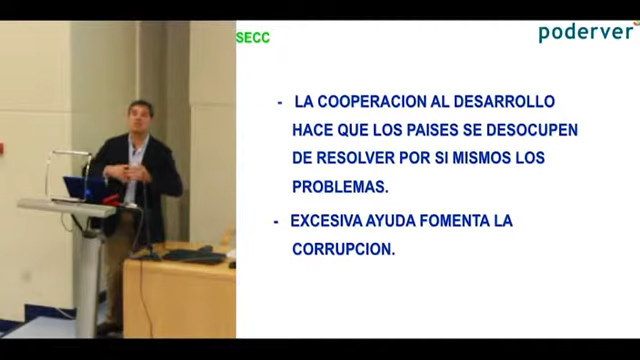 SECC
poderver
- LA COOPERACION AL DESARROLLO
HACE QUE LOS PAISES SE DESOCUPEN
DE RESOLVER POR SI MISMOS LOS
PROBLEMAS.
- EXCESIVA AYUDA FOMENTA LA
CORRUPCION.